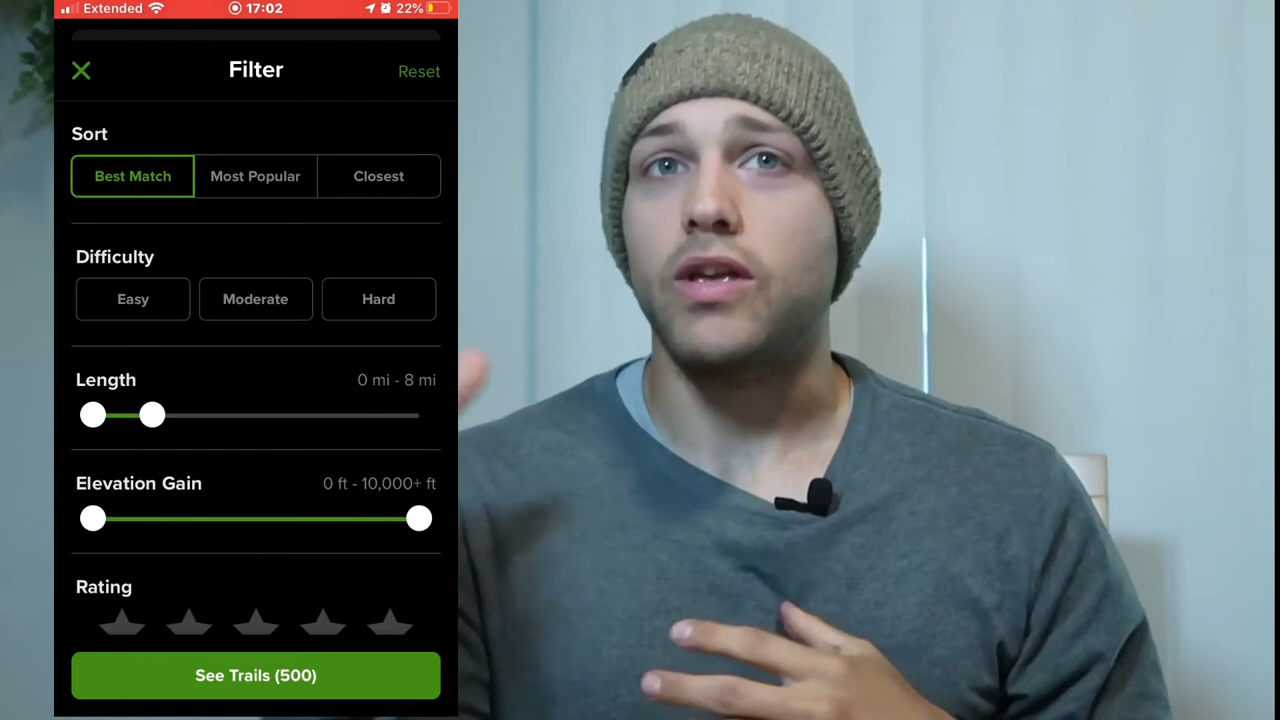 Extended 17:02 22%
Filter Reset
Sort
Best Match Most Popular Closest
Difficulty
Easy Moderate Hard
Length 0 mi - 8 mi
Elevation Gain 0 ft - 10,000+ ft
Rating
See Trails (500)